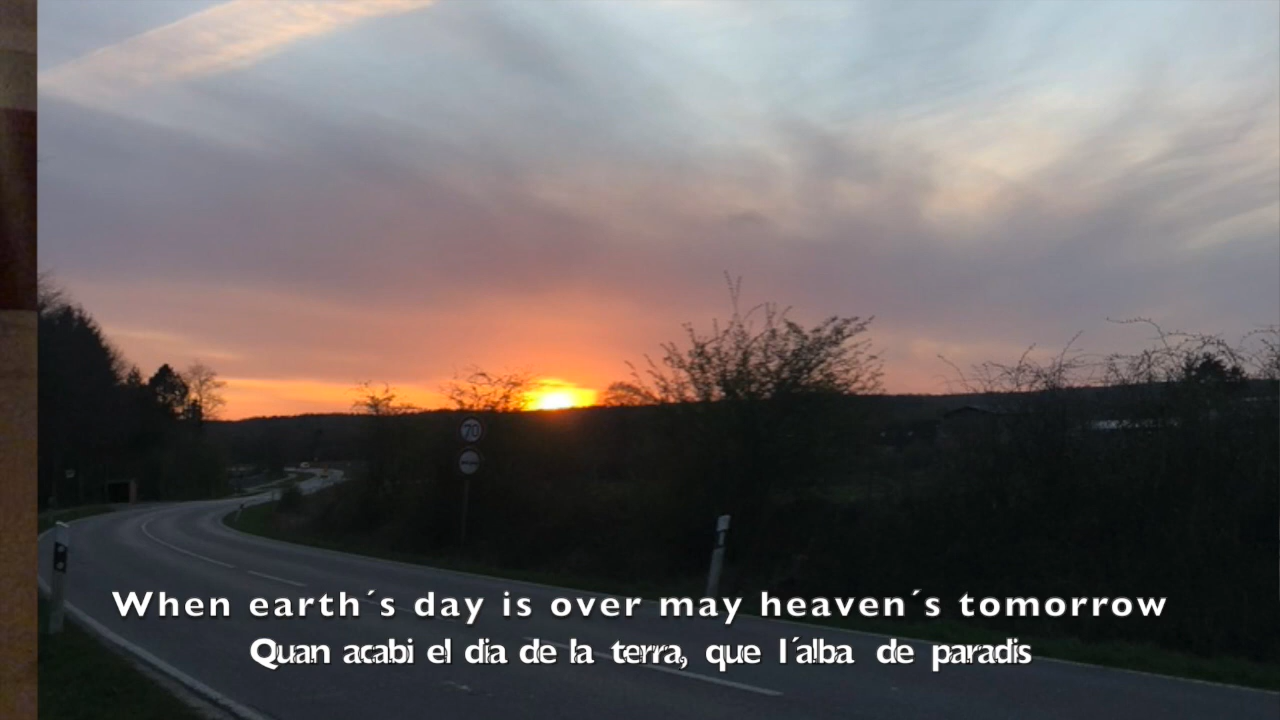 70
When earth´s day is over may heaven´s tomorrow
Quan acabi el dia de la terra, que l´alba de paradis